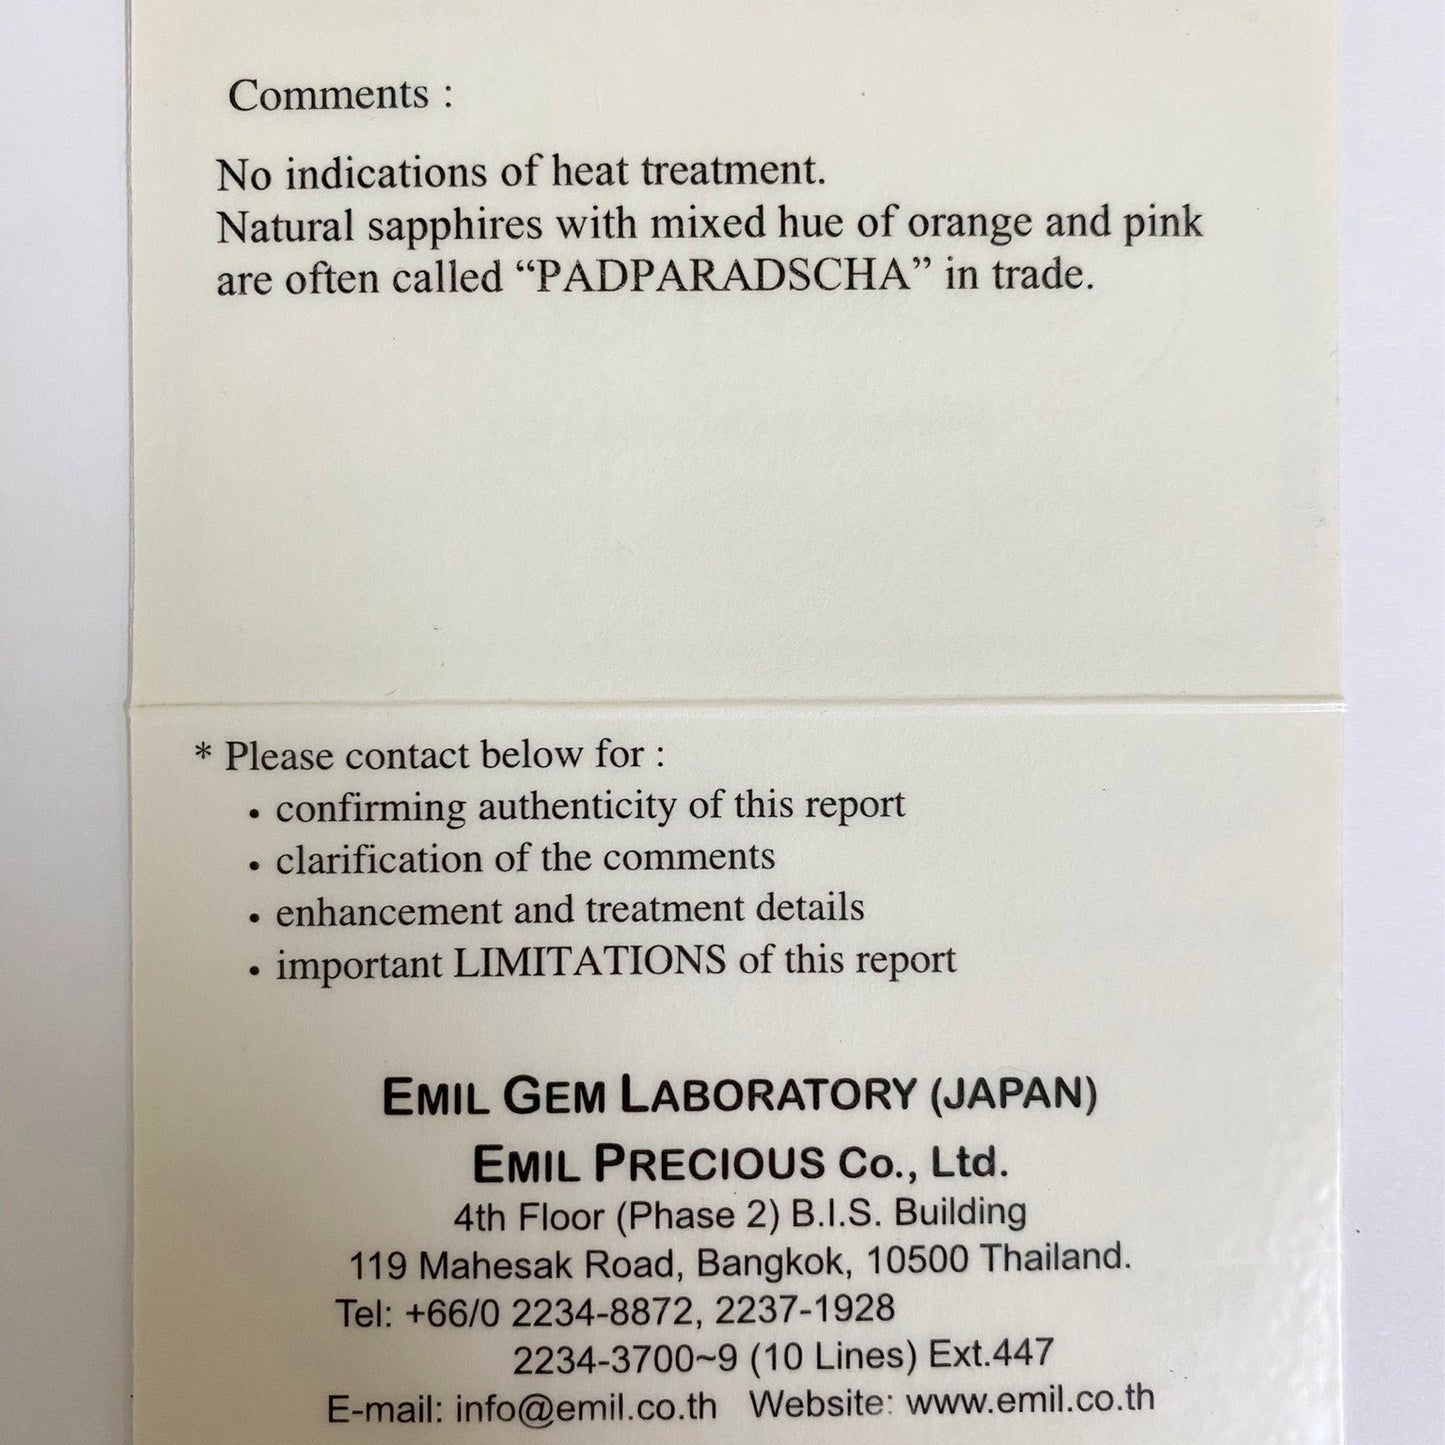 Comments :
No indications of heat treatment.
Natural sapphires with mixed hue of orange and pink
are often called “PADPARADSCHA” in trade.
* Please contact below for :
• confirming authenticity of this report
• clarification of the comments
• enhancement and treatment details
• important LIMITATIONS of this report
EMIL GEM LABORATORY (JAPAN)
EMIL PRECIOUS Co., Ltd.
4th Floor (Phase 2) B.I.S. Building
119 Mahesak Road, Bangkok, 10500 Thailand.
Tel: +66/0 2234-8872, 2237-1928
2234-3700~9 (10 Lines) Ext.447
E-mail: info@emil.co.th Website: www.emil.co.th